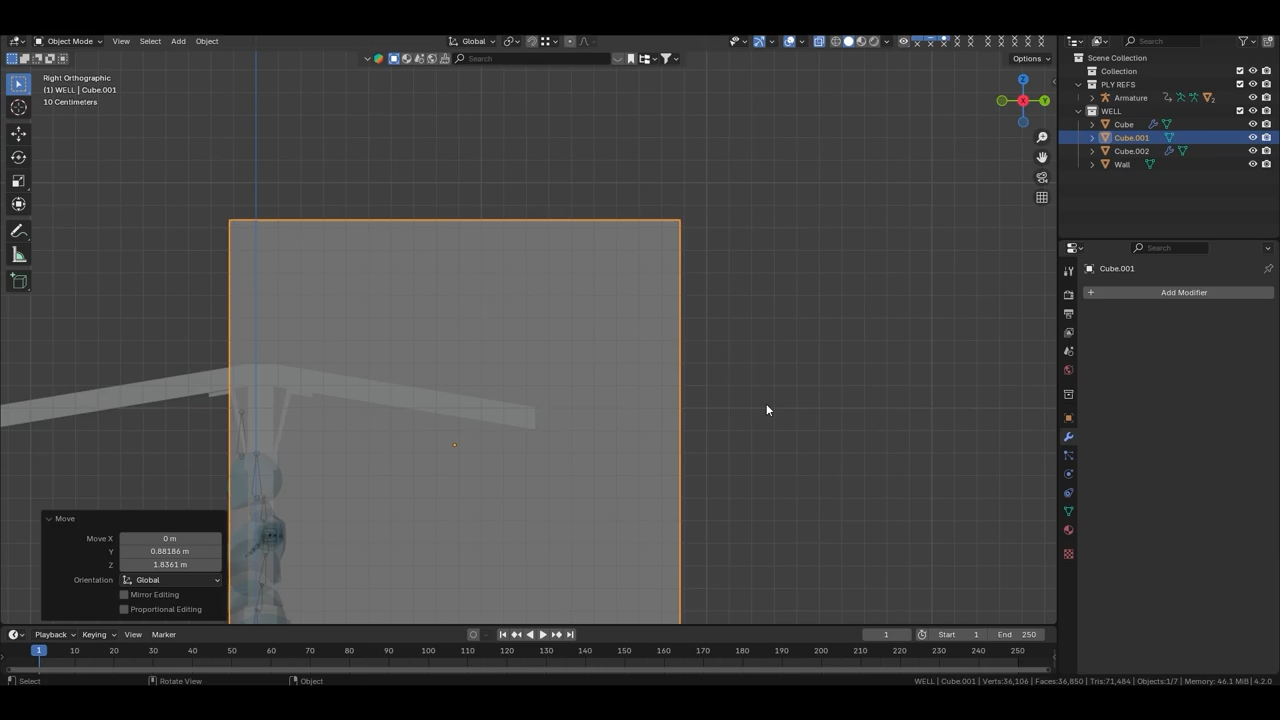 Object Mode View Select Add Object Global Search
Search Options
Right Orthographic
(1) WELL | Cube.001
10 Centimeters
Z
Y
X
Scene Collection
Collection
PLY REFS
Armature 2
WELL
Cube
Cube.001
Cube.002
Wall
Search
Cube.001
+ Add Modifier
Move
Move X 0 m
Y 0.88186 m
Z 1.8361 m
Orientation Global
Mirror Editing
Proportional Editing
Playback Keying View Marker 1 Start 1 End 250
1 10 20 30 40 50 60 70 80 90 100 110 120 130 140 150 160 170 180 190 200 210 220 230 240 250
Select Rotate View Object WELL | Cube.001 | Verts:36,106 | Faces:36,850 | Tris:71,484 | Objects:1/7 | Memory: 46.1 MiB | 4.2.0